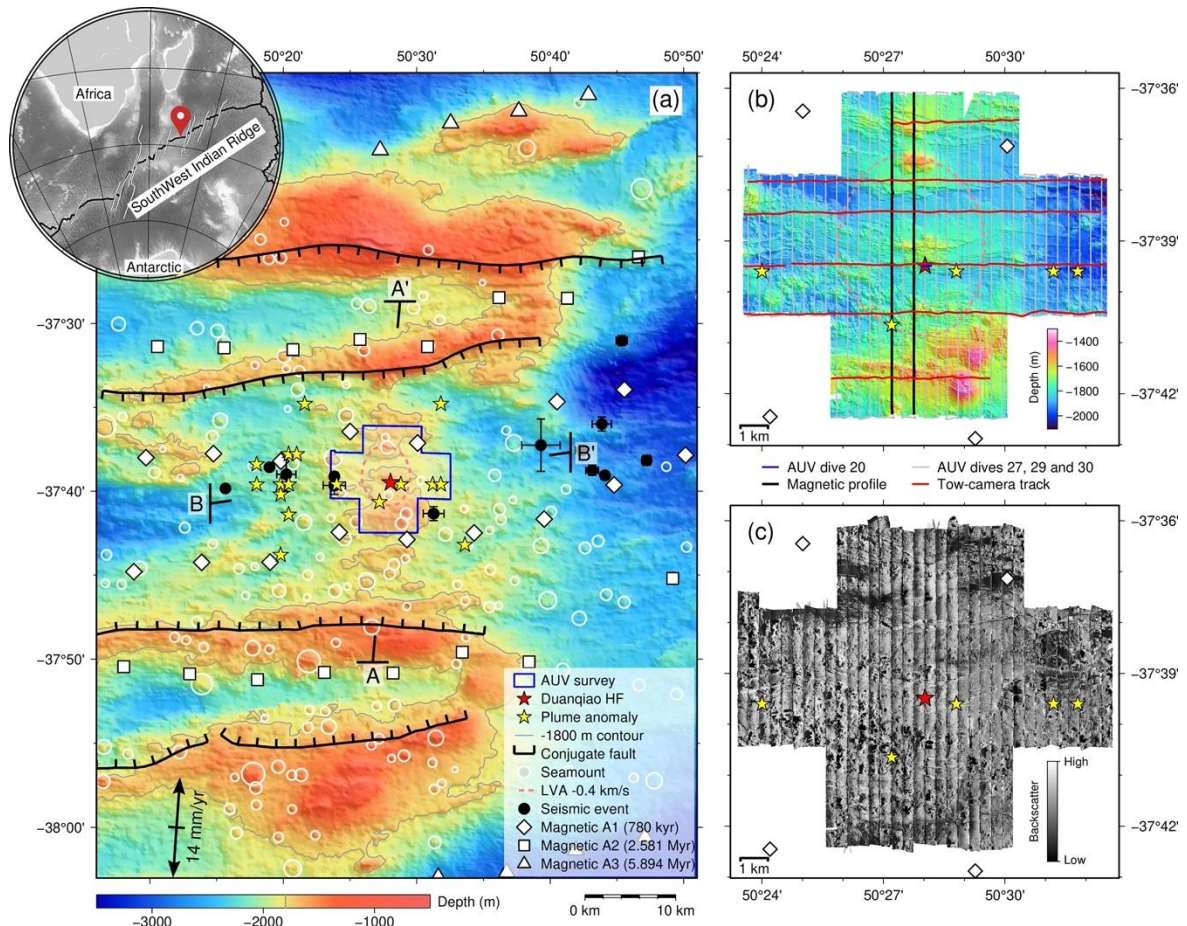 50°20' 50°30' 50°40' 50°51'
50°24' 50°27' 50°30'
Africa
SouthWest Indian Ridge
Antarctic
(a)
(b)
−37°36'
−37°39'
−37°42'
A'
−37°30'
B'
−37°40'
B
−37°50'
A
−38°00'
14 mm/yr
AUV survey
Duanqiao HF
Plume anomaly
-1800 m contour
Conjugate fault
Seamount
LVA -0.4 km/s
Seismic event
Magnetic A1 (780 kyr)
Magnetic A2 (2.581 Myr)
Magnetic A3 (5.894 Myr)
−3000 −2000 −1000
Depth (m)
0 km 10 km
Depth (m)
−1400
−1600
−1800
−2000
1 km
AUV dive 20 AUV dives 27, 29 and 30
Magnetic profile Tow-camera track
(c)
−37°36'
−37°39'
−37°42'
Backscatter
High
Low
1 km
50°24' 50°27' 50°30'